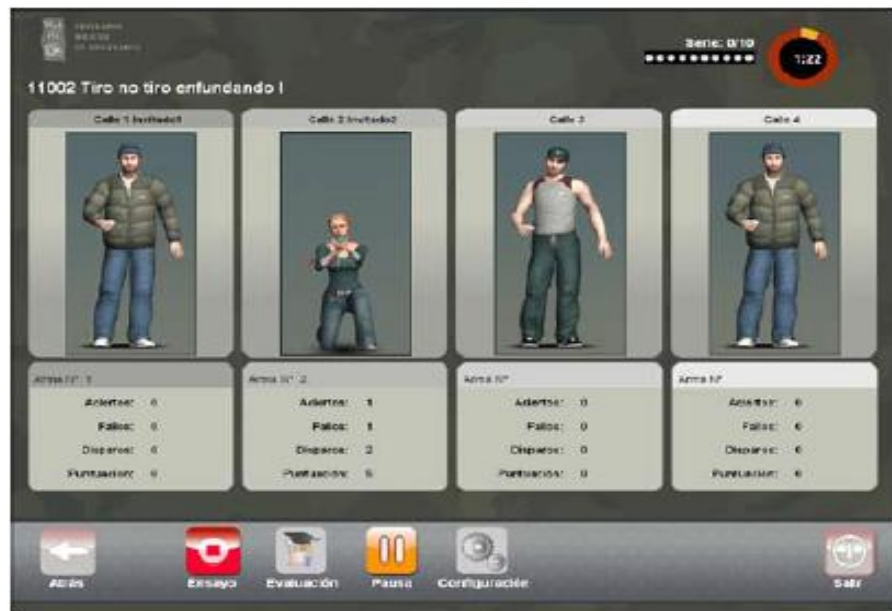 Serie: 0/10
1:22
11002 Tiro no tiro enfundando I
Calle 1 Invitado1
Calle 2 Invitado2
Calle 3
Calle 4
Arma Nº 1
Aciertos: 0
Fallos: 0
Disparos: 0
Puntuación: 0
Arma Nº 2
Aciertos: 1
Fallos: 1
Disparos: 2
Puntuación: 5
Arma Nº
Aciertos: 0
Fallos: 0
Disparos: 0
Puntuación: 0
Arma Nº
Aciertos: 0
Fallos: 0
Disparos: 0
Puntuación: 0
Atrás
Ensayo
Evaluación
Pausa
Configuración
Salir